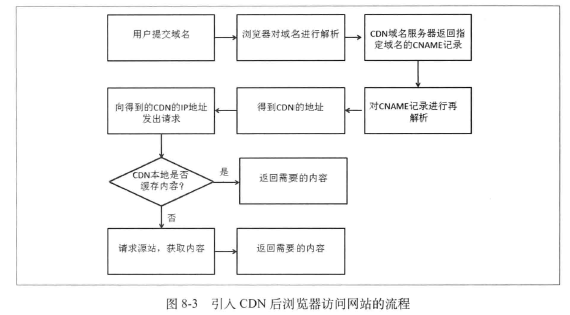 用户提交域名
浏览器对域名进行解析
CDN域名服务器返回指
定域名的CNAME记录
对CNAME记录进行再
解析
得到CDN的地址
向得到的CDN的IP地址
发出请求
CDN本地是否
缓存内容?
是
返回需要的内容
否
请求源站，获取内容
返回需要的内容
图 8-3 引入 CDN 后浏览器访问网站的流程